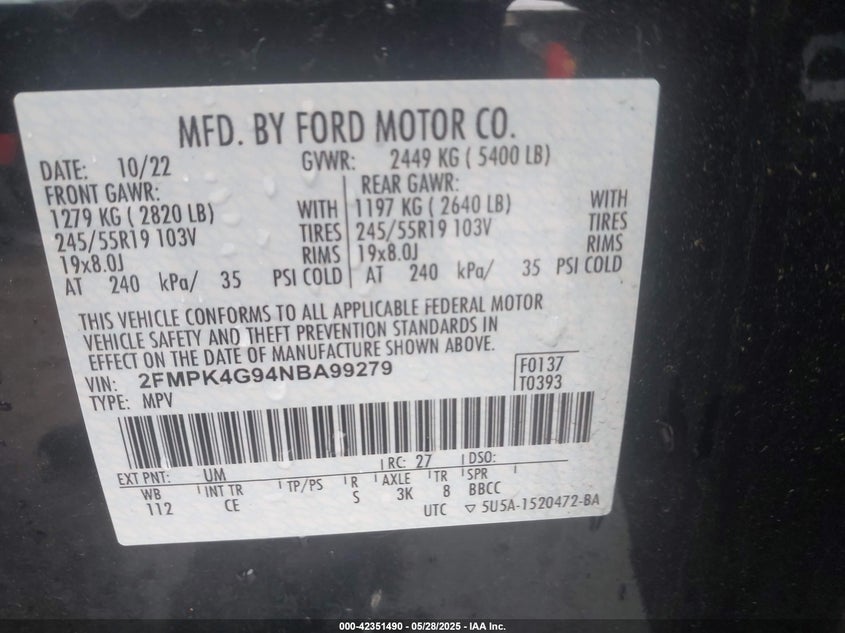 MFD. BY FORD MOTOR CO.
DATE: 10/22 GVWR: 2449 KG ( 5400 LB)
FRONT GAWR: REAR GAWR:
1279 KG ( 2820 LB) WITH 1197 KG ( 2640 LB) WITH
245/55R19 103V TIRES 245/55R19 103V TIRES
19x8.0J RIMS 19x8.0J RIMS
AT 240 kPa/ 35 PSI COLD AT 240 kPa/ 35 PSI COLD
THIS VEHICLE CONFORMS TO ALL APPLICABLE FEDERAL MOTOR
VEHICLE SAFETY AND THEFT PREVENTION STANDARDS IN
EFFECT ON THE DATE OF MANUFACTURE SHOWN ABOVE.
VIN: 2FMPK4G94NBA99279 F0137
TYPE: MPV T0393
EXT PNT: UM RC: 27 DSO:
WB INT TR TP/PS R AXLE TR SPR
112 CE S 3K 8 BBCC
UTC ▽ 5U5A-1520472-BA
000-42351490 - 05/28/2025 - IAA Inc.